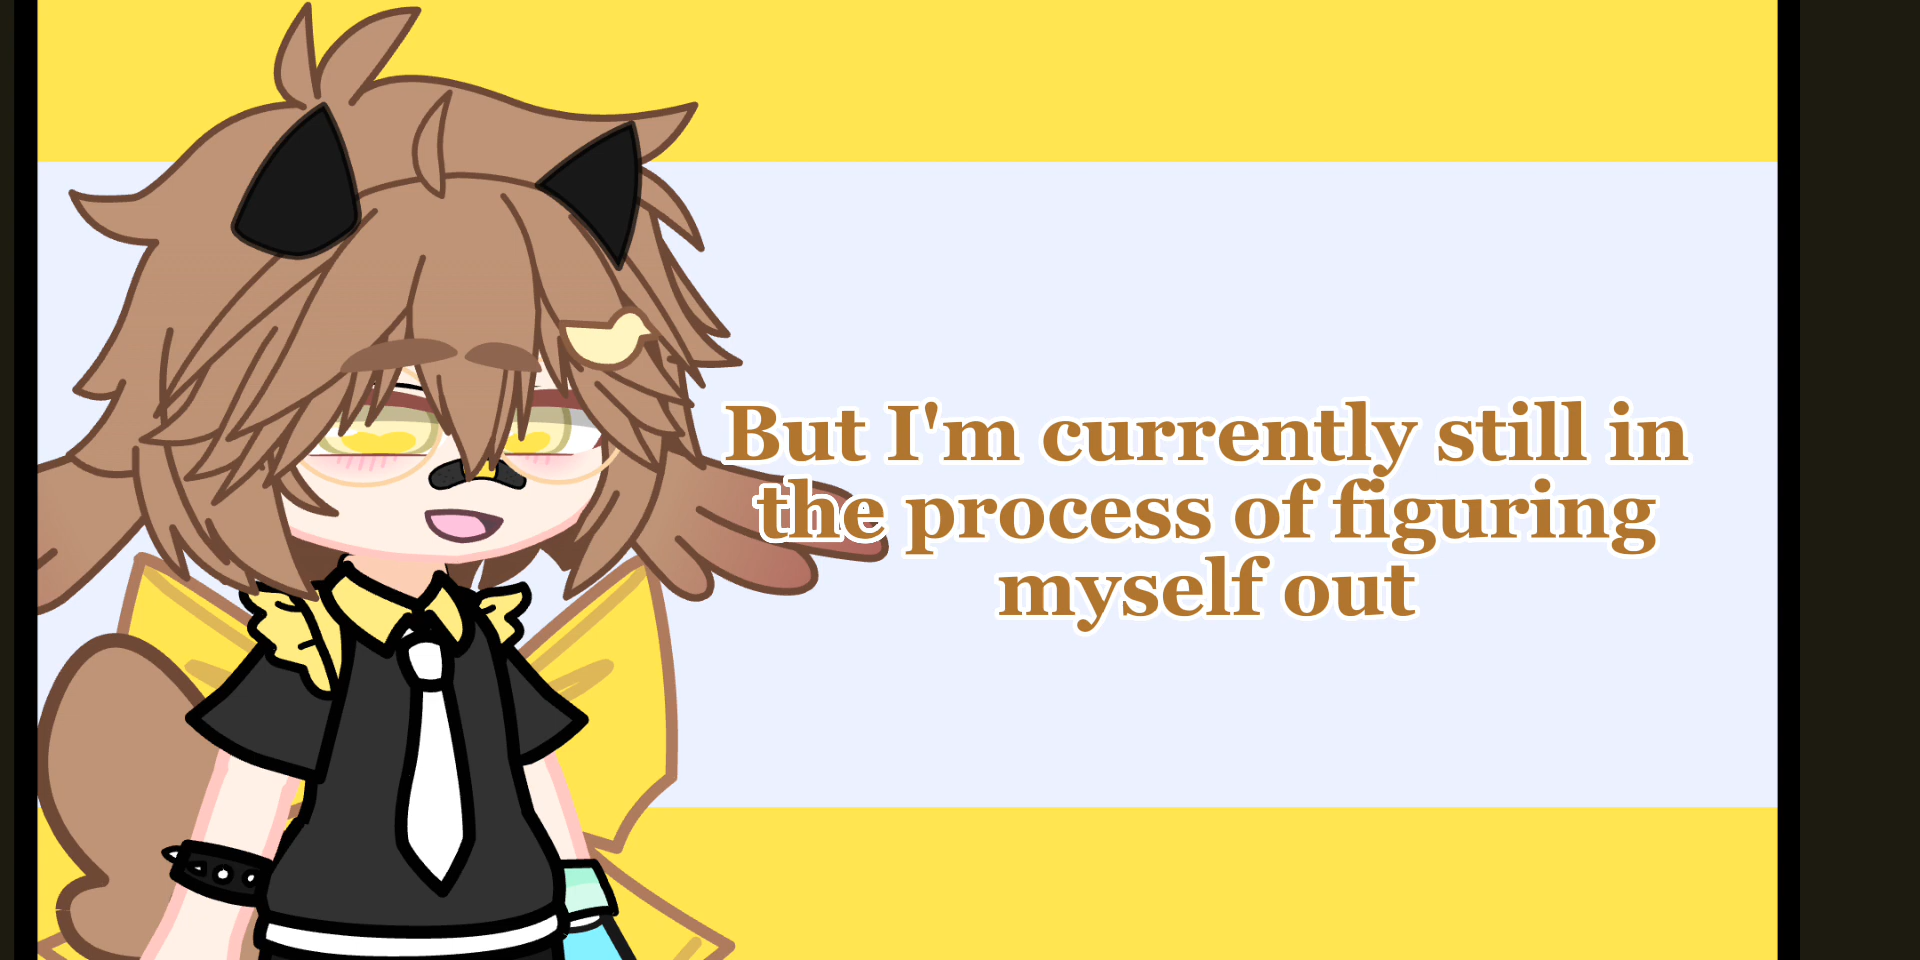 But I'm currently still in
the process of figuring
myself out